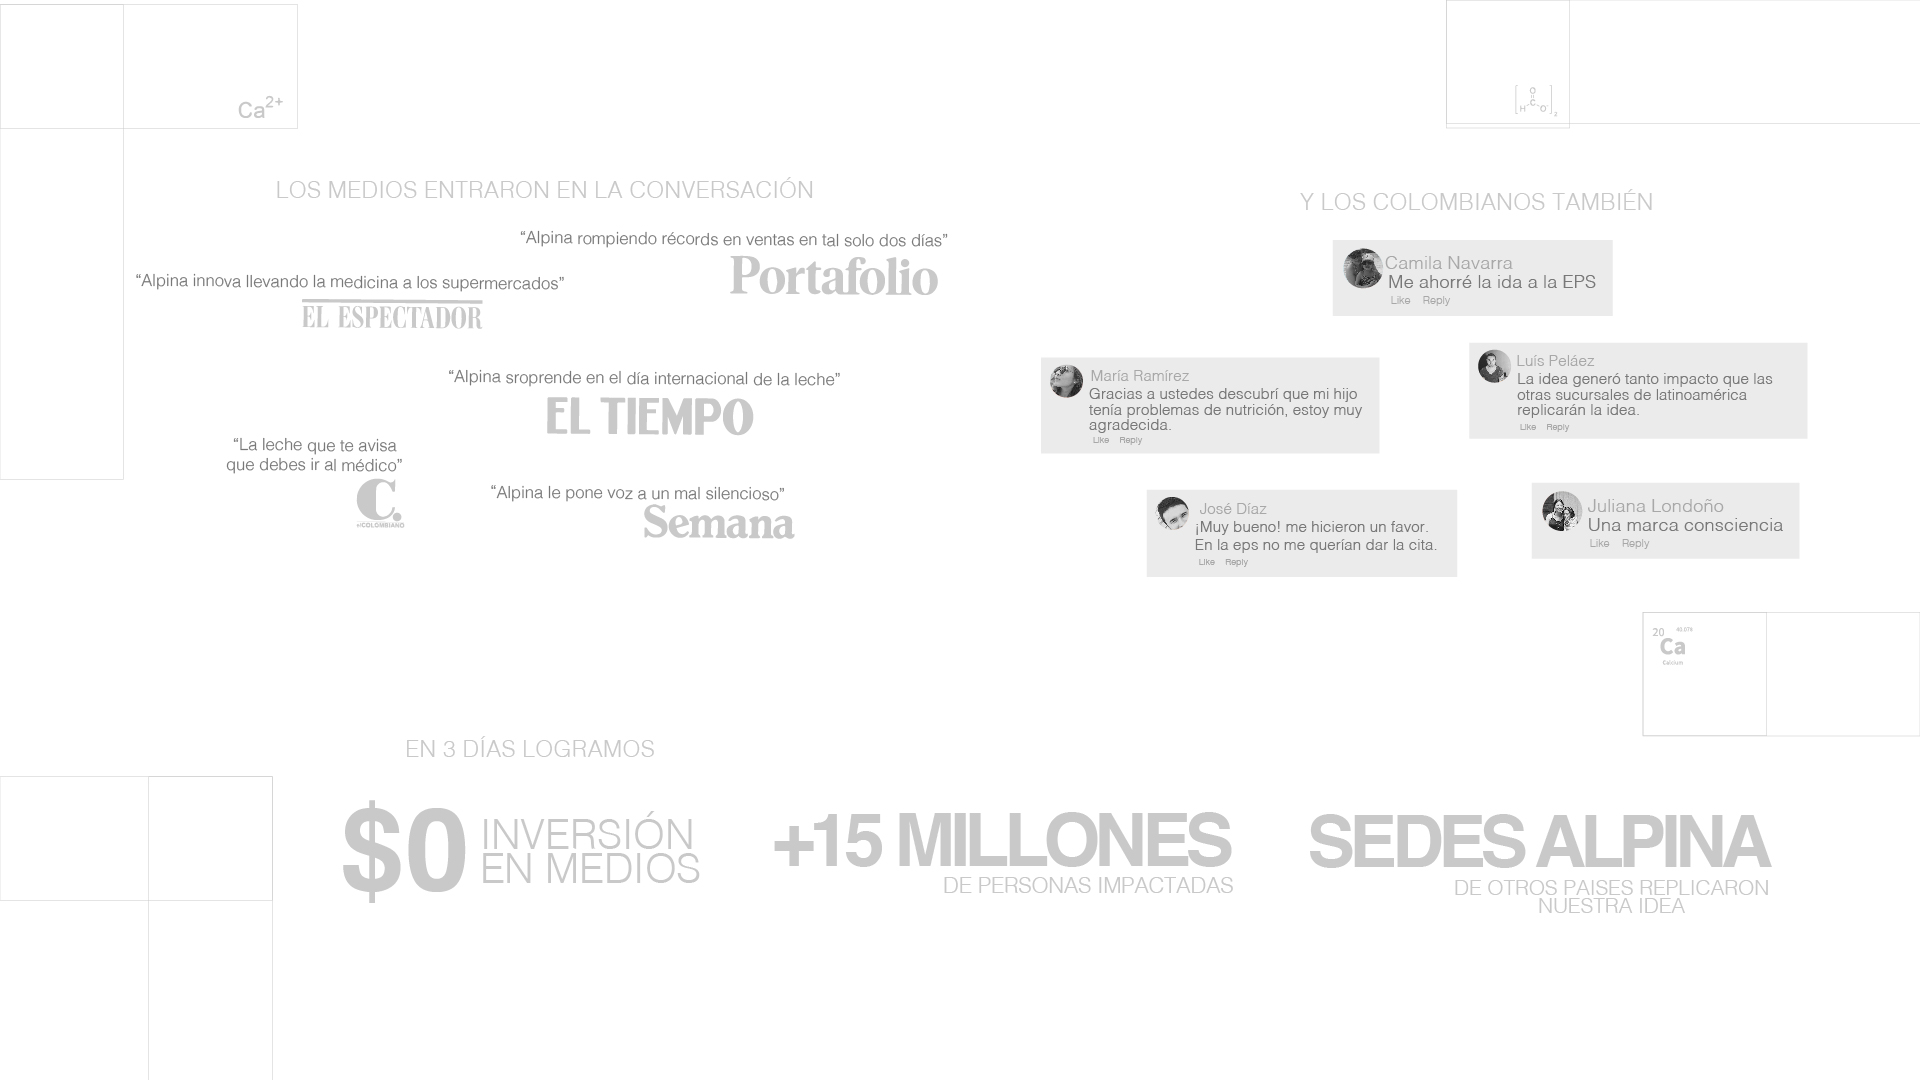 Ca2+
O
C
H O-
2
LOS MEDIOS ENTRARON EN LA CONVERSACIÓN
“Alpina rompiendo récords en ventas en tal solo dos días”
Portafolio
“Alpina innova llevando la medicina a los supermercados”
EL ESPECTADOR
“Alpina sroprende en el día internacional de la leche”
EL TIEMPO
“La leche que te avisa
que debes ir al médico”
C.
elCOLOMBIANO
“Alpina le pone voz a un mal silencioso”
Semana
Y LOS COLOMBIANOS TAMBIÉN
Camila Navarra
Me ahorré la ida a la EPS
Like Reply
María Ramírez
Gracias a ustedes descubrí que mi hijo
tenía problemas de nutrición, estoy muy
agradecida.
Like Reply
Luís Peláez
La idea generó tanto impacto que las
otras sucursales de latinoamérica
replicarán la idea.
Like Reply
José Díaz
¡Muy bueno! me hicieron un favor.
En la eps no me querían dar la cita.
Like Reply
Juliana Londoño
Una marca consciencia
Like Reply
20 40.078
Ca
Calcium
EN 3 DÍAS LOGRAMOS
$0 INVERSIÓN
EN MEDIOS
+15 MILLONES
DE PERSONAS IMPACTADAS
SEDES ALPINA
DE OTROS PAISES REPLICARON
NUESTRA IDEA